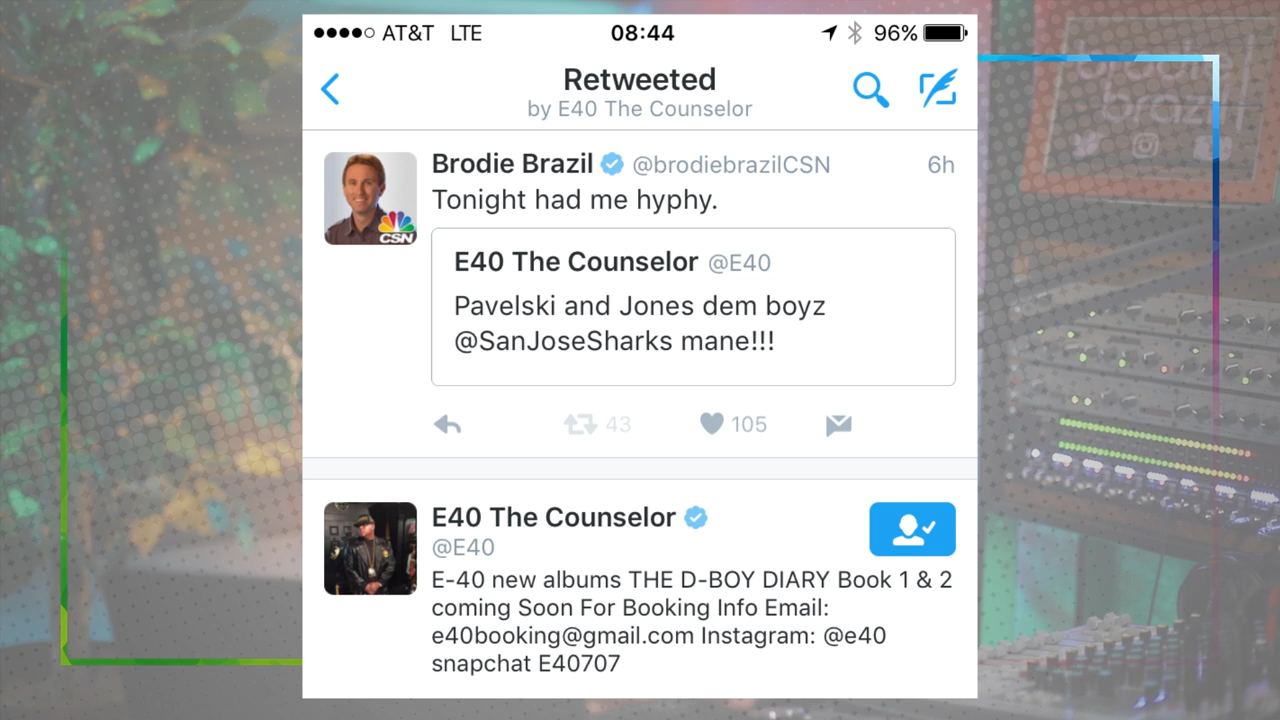 AT&T LTE 08:44 96%
Retweeted
by E40 The Counselor
Brodie Brazil @brodiebrazilCSN 6h
Tonight had me hyphy.
CSN
E40 The Counselor @E40
Pavelski and Jones dem boyz
@SanJoseSharks mane!!!
43 105
E40 The Counselor
@E40
E-40 new albums THE D-BOY DIARY Book 1 & 2
coming Soon For Booking Info Email:
e40booking@gmail.com Instagram: @e40
snapchat E40707
brodie
brazil